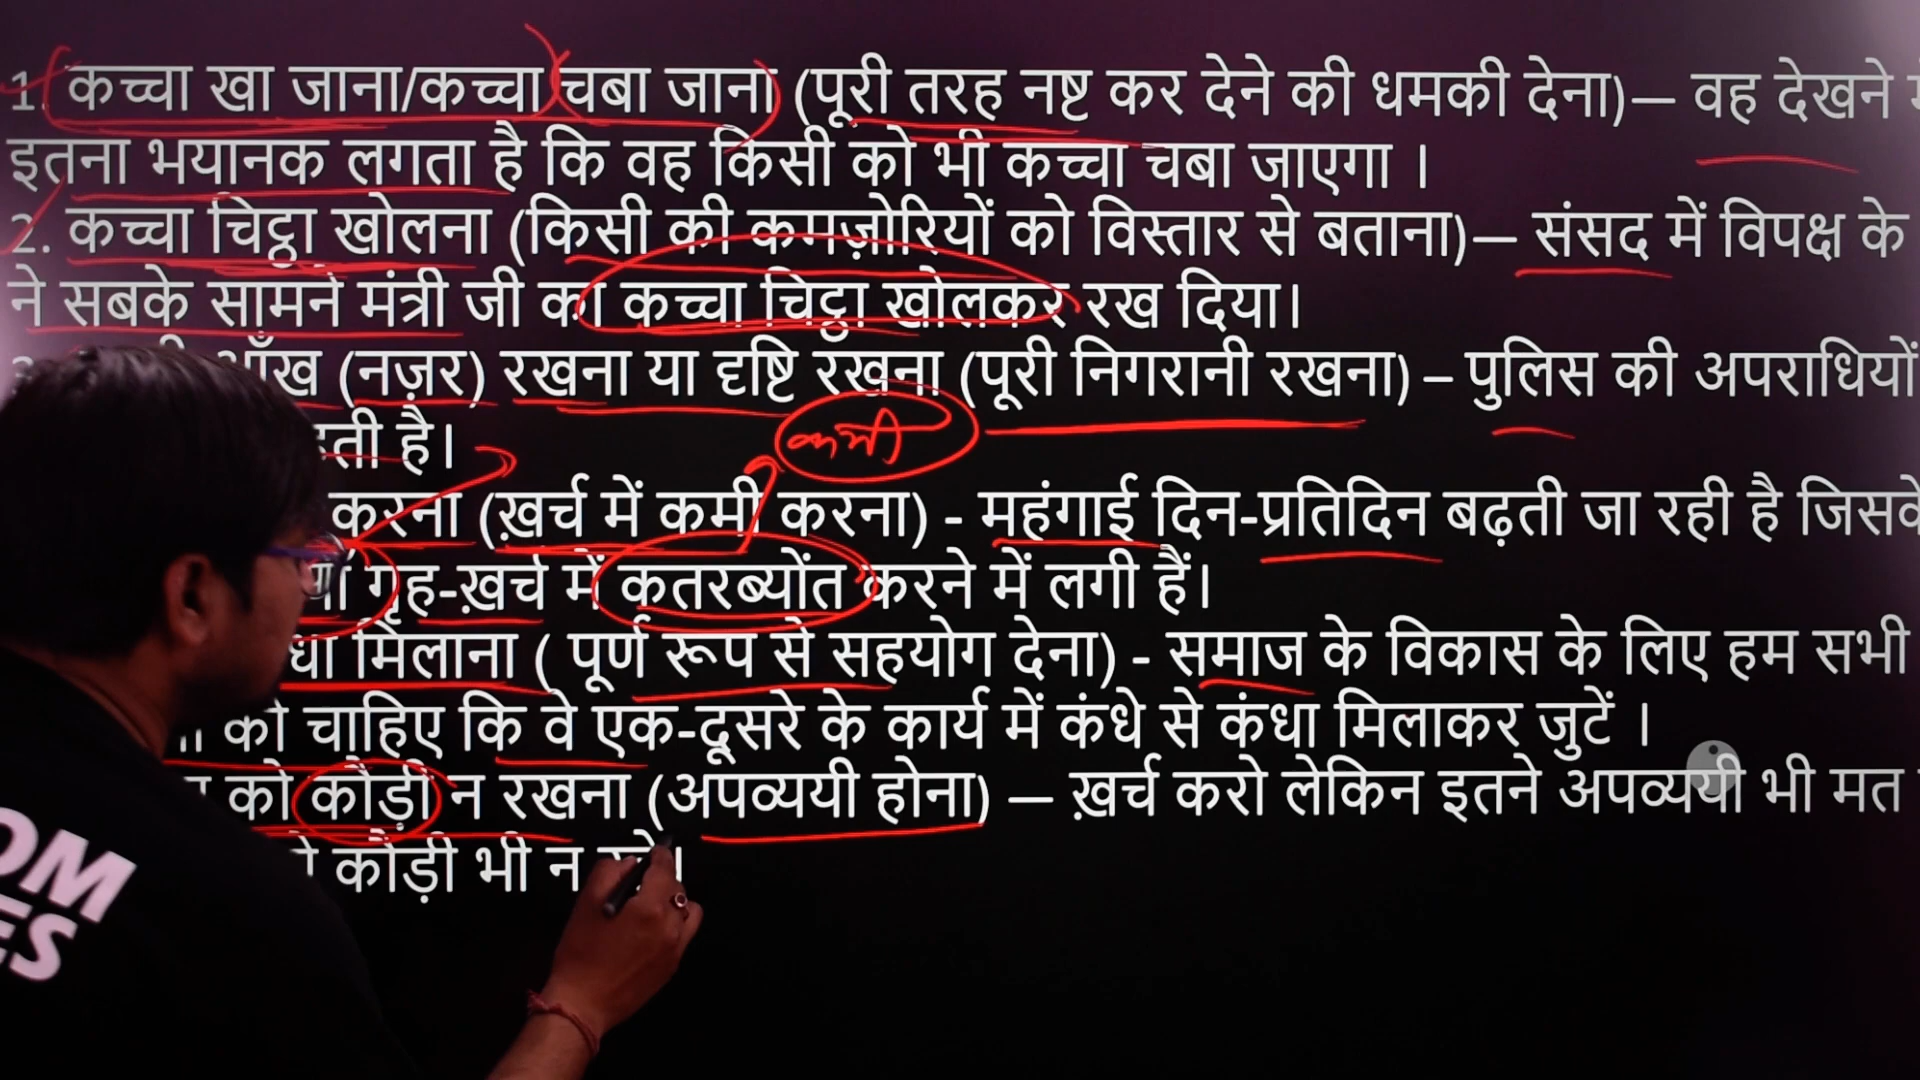 1. कच्चा खा जाना/कच्चा चबा जाना (पूरी तरह नष्ट कर देने की धमकी देना)— वह देखने
इतना भयानक लगता है कि वह किसी को भी कच्चा चबा जाएगा ।
2. कच्चा चिट्ठा खोलना (किसी की कमज़ोरियों को विस्तार से बताना)— संसद में विपक्ष के
ने सबके सामने मंत्री जी का कच्चा चिट्ठा खोलकर रख दिया।
(नज़र) रखना या दृष्टि रखना (पूरी निगरानी रखना) – पुलिस की अपराधियों
है।
कमी
करना (ख़र्च में कमी करना) - महंगाई दिन-प्रतिदिन बढ़ती जा रही है
गृह-ख़र्च में कतरब्योंत करने में लगी हैं।
मिलाना ( पूर्ण रूप से सहयोग देना) - समाज के विकास के लिए हम सभी
को चाहिए कि वे एक-दूसरे के कार्य में कंधे से कंधा मिलाकर जुटें ।
को कौड़ी न रखना (अपव्ययी होना) — ख़र्च करो लेकिन इतने अपव्ययी भी मत
कौड़ी भी न